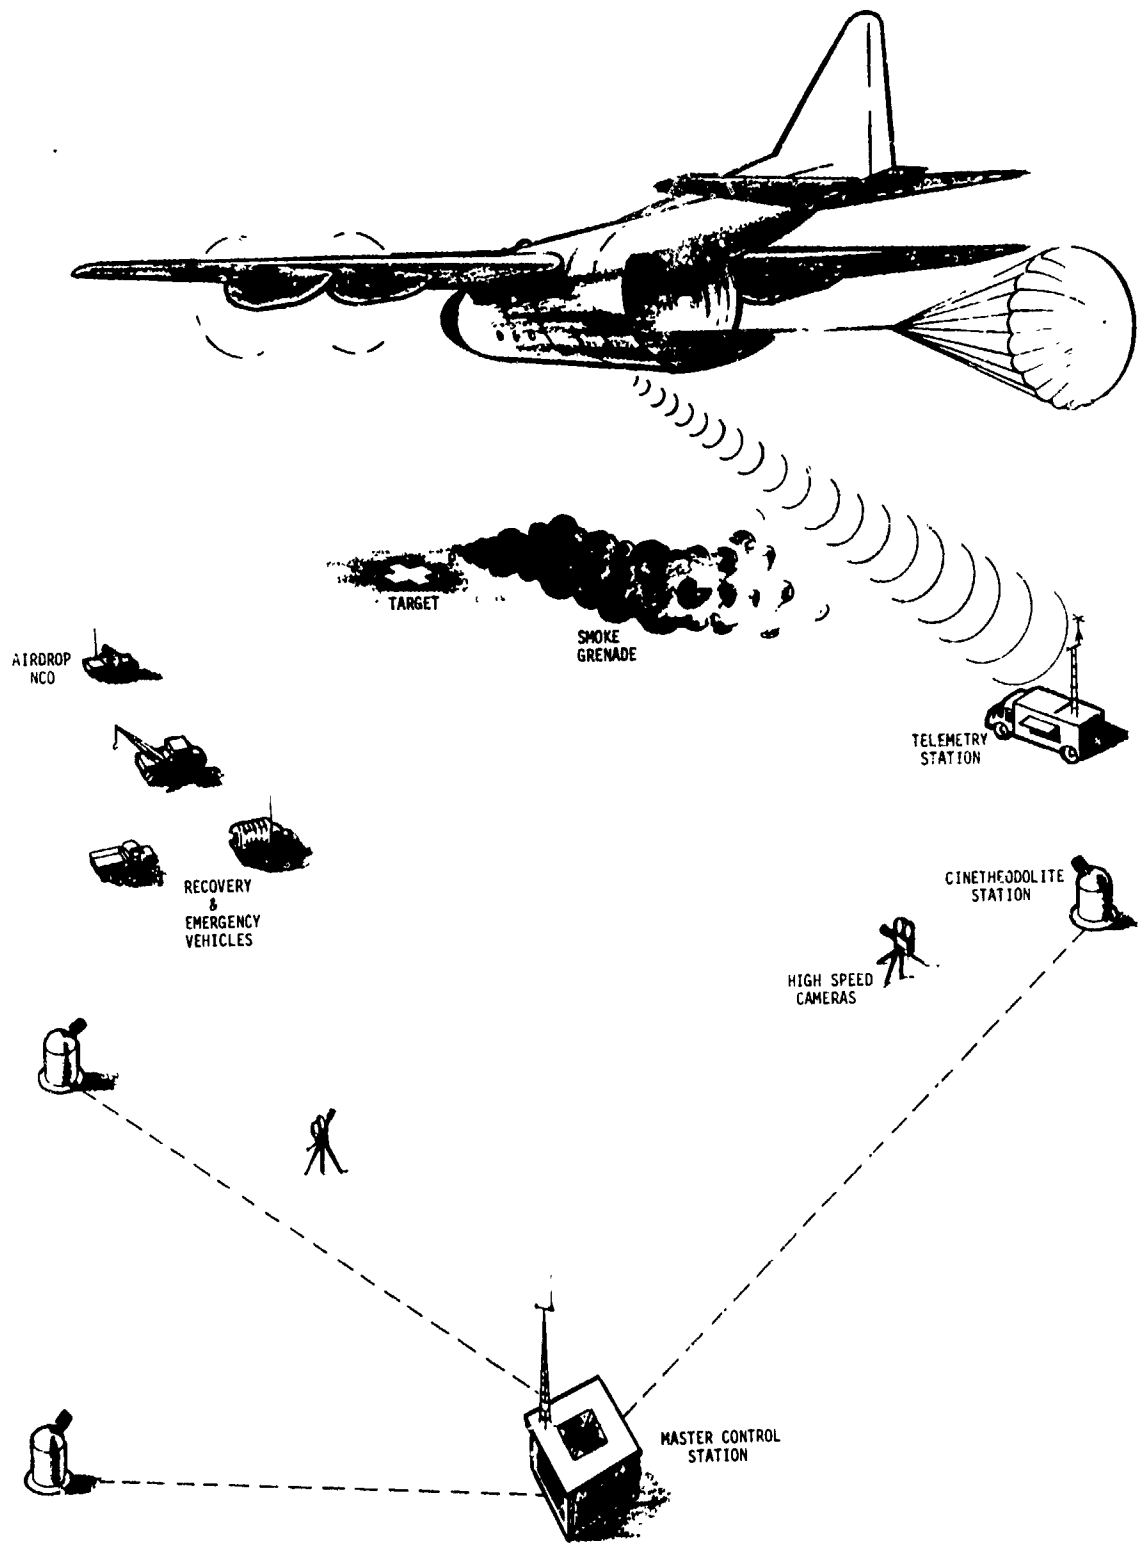 TARGET
SMOKE
GRENADE
AIRDROP
NCO
TELEMETRY
STATION
RECOVERY
&
EMERGENCY
VEHICLES
CINETHEODOLITE
STATION
HIGH SPEED
CAMERAS
MASTER CONTROL
STATION